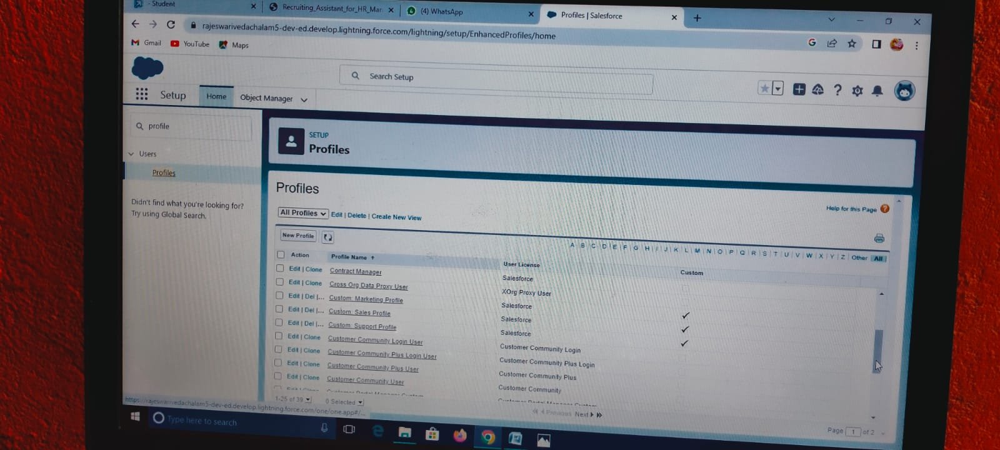 - Student
Recruiting_Assistant_for_HR_Man
(4) WhatsApp
Profiles | Salesforce
rajeswarivedachalam5-dev-ed.develop.lightning.force.com/lightning/setup/EnhancedProfiles/home
Gmail YouTube Maps
Search Setup
Setup Home Object Manager
profile
Users
Profiles
Didn't find what you're looking for?
Try using Global Search.
SETUP
Profiles
Profiles
Help for this Page ?
All Profiles Edit | Delete | Create New View
New Profile
A | B | C | D | E | F | G | H | I | J | K | L | M | N | O | P | Q | R | S | T | U | V | W | X | Y | Z | Other | All
Action Profile Name ↑ User License Custom
Edit | Clone Contract Manager Salesforce
Edit | Clone Cross Org Data Proxy User XOrg Proxy User
Edit | Del |... Custom: Marketing Profile Salesforce ✓
Edit | Del |... Custom: Sales Profile Salesforce ✓
Edit | Del |... Custom: Support Profile Salesforce ✓
Edit | Clone Customer Community Login User Customer Community Login
Edit | Clone Customer Community Plus Login User Customer Community Plus Login
Edit | Clone Customer Community Plus User Customer Community Plus
Edit | Clone Customer Community User Customer Community
Edit | Clone Customer Portal Manager Custom Customer Portal Manager Custom
1-25 of 39 0 Selected Previous Next Page 1 of 2
https://rajeswarivedachalam5-dev-ed.develop.lightning.force.com/one/one.app#/...
Type here to search